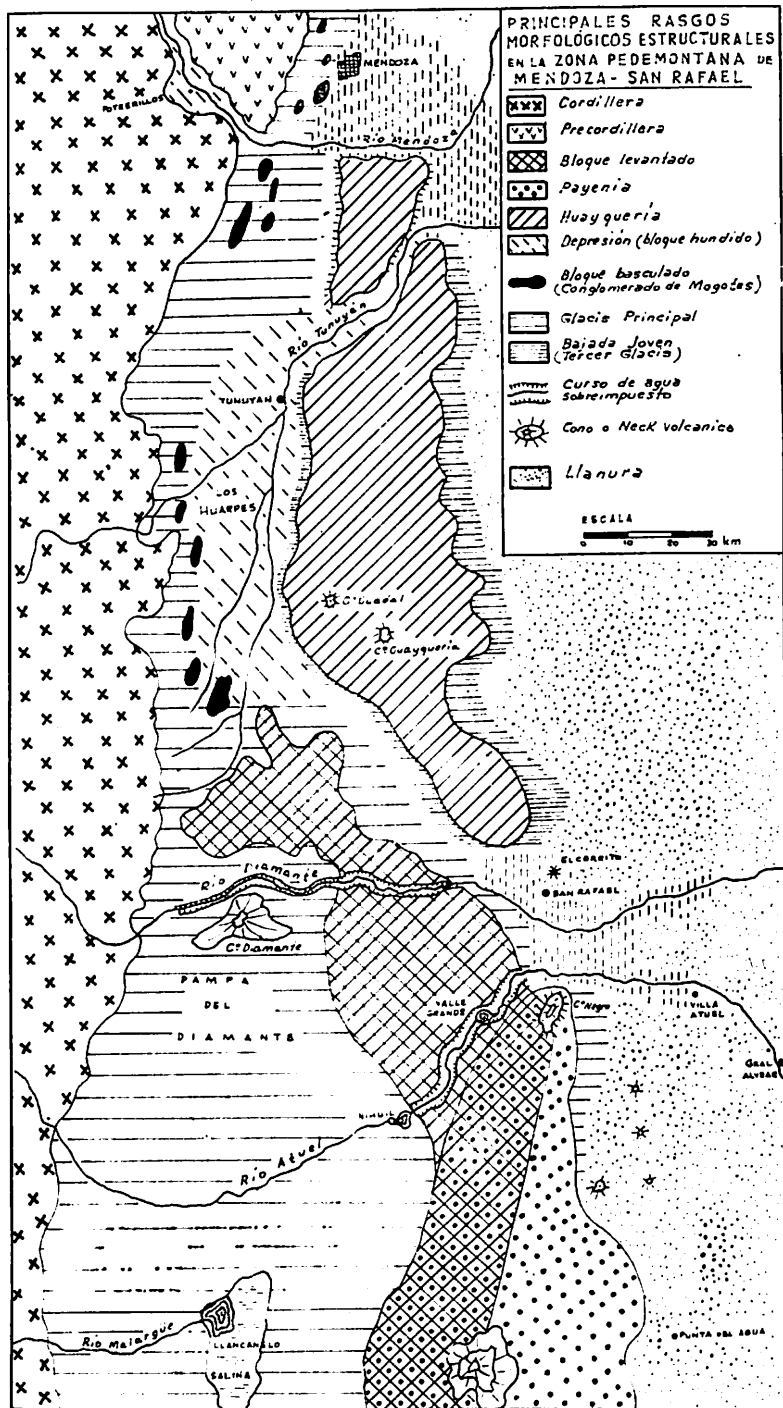 PRINCIPALES RASGOS
MORFOLÓGICOS ESTRUCTURALES
EN LA ZONA PEDEMONTANA DE
MENDOZA - SAN RAFAEL
Cordillera
Precordillera
Bloque levantado
Payenia
Huayquería
Depresión (bloque hundido)
Bloque basculado
(Conglomerado de Mogotes)
Glacis Principal
Bajada Joven
(Tercer Glacis)
Curso de agua
sobreimpuesto
Cono o Neck volcanico
Llanura
ESCALA
0 10 20 30 km
MENDOZA
POTRERILLOS
Río Mendoza
Río Tunuyán
TUNUYAN
LOS
HUARPES
Cº Guayquería
EL CERRITO
SAN RAFAEL
Río Diamante
Cº Diamante
PAMPA
DEL
DIAMANTE
VALLE
GRANDE
Cº Negro
VILLA
ATUEL
GRAL
ALVEAR
NIHUIL
Río Atuel
Río Malargüe
LLANCANELO
SALINA
PUNTA DEL AGUA